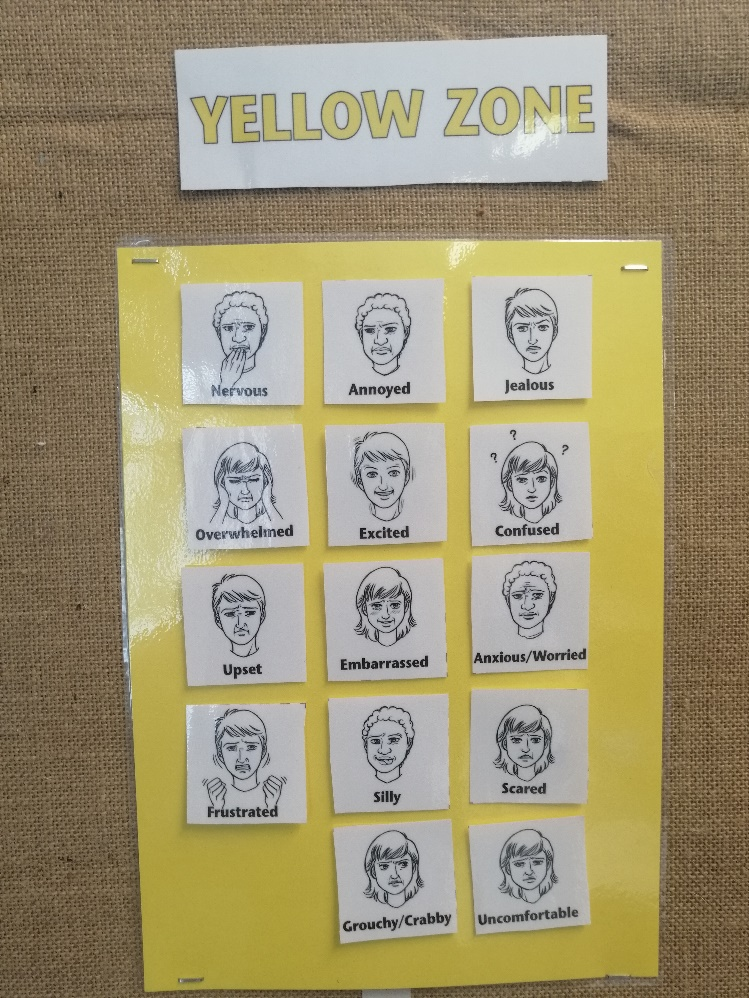 YELLOW ZONE
Nervous
Annoyed
Jealous
Overwhelmed
Excited
? ? ?
Confused
Upset
Embarrassed
Anxious/Worried
Frustrated
Silly
Scared
Grouchy/Crabby
Uncomfortable